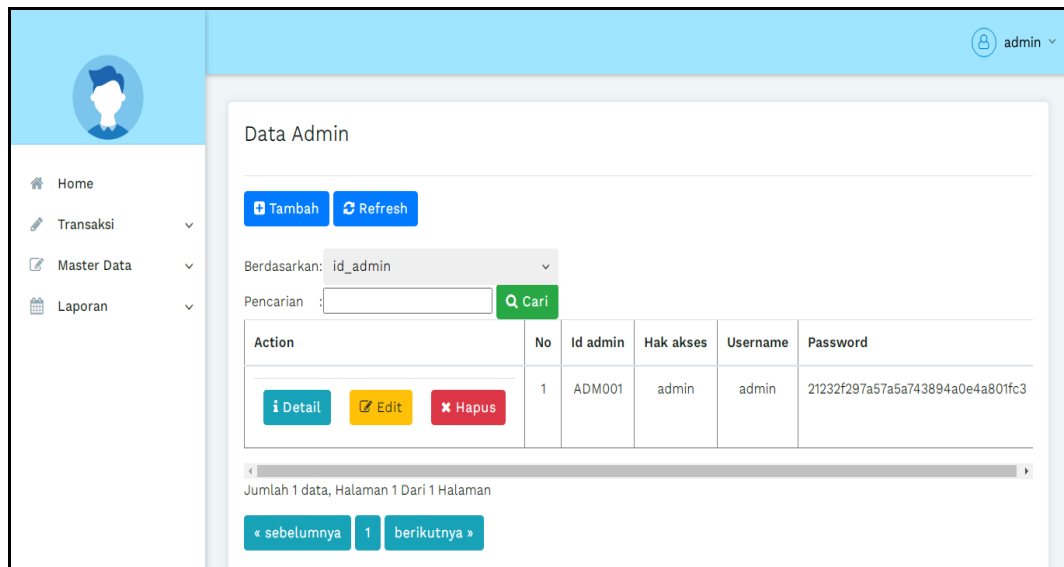 admin
Home
Transaksi
Master Data
Laporan
Data Admin
Tambah Refresh
Berdasarkan: id_admin
Pencarian : Cari
Action No Id admin Hak akses Username Password
Detail Edit Hapus 1 ADM001 admin admin 21232f297a57a5a743894a0e4a801fc3
Jumlah 1 data, Halaman 1 Dari 1 Halaman
« sebelumnya 1 berikutnya »